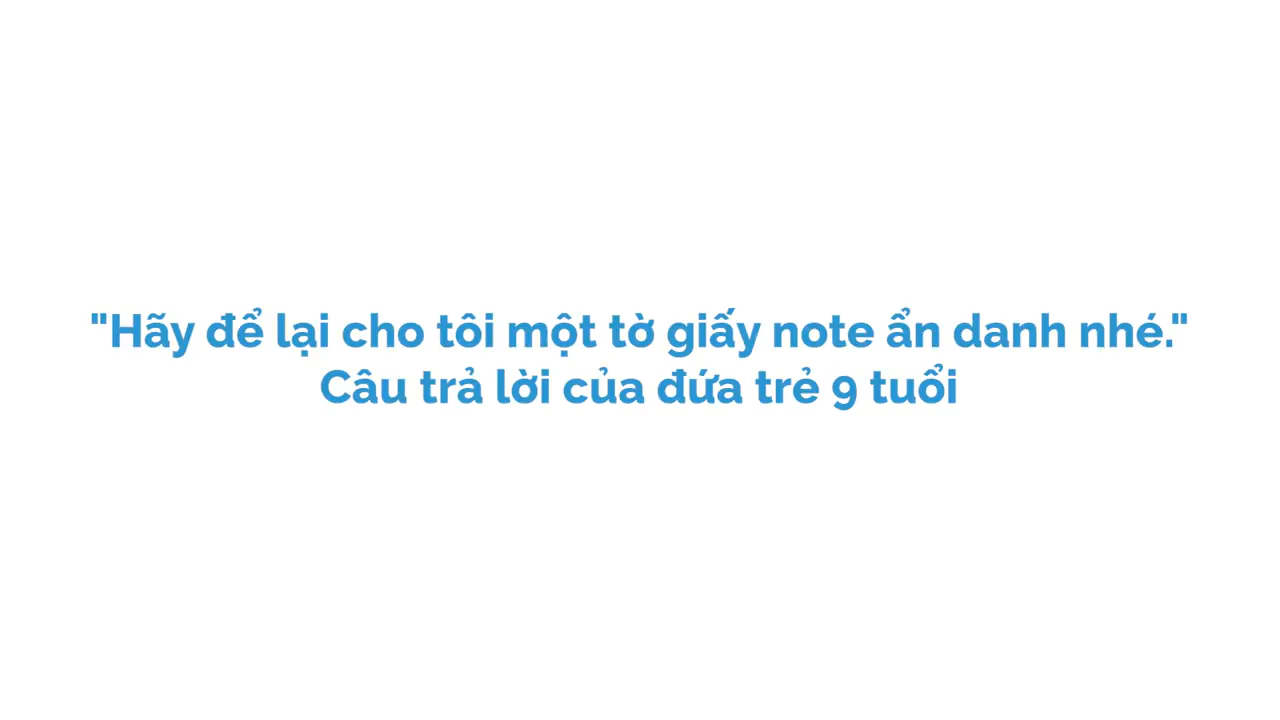 "Hãy để lại cho tôi một tờ giấy note ẩn danh nhé."
Câu trả lời của đứa trẻ 9 tuổi